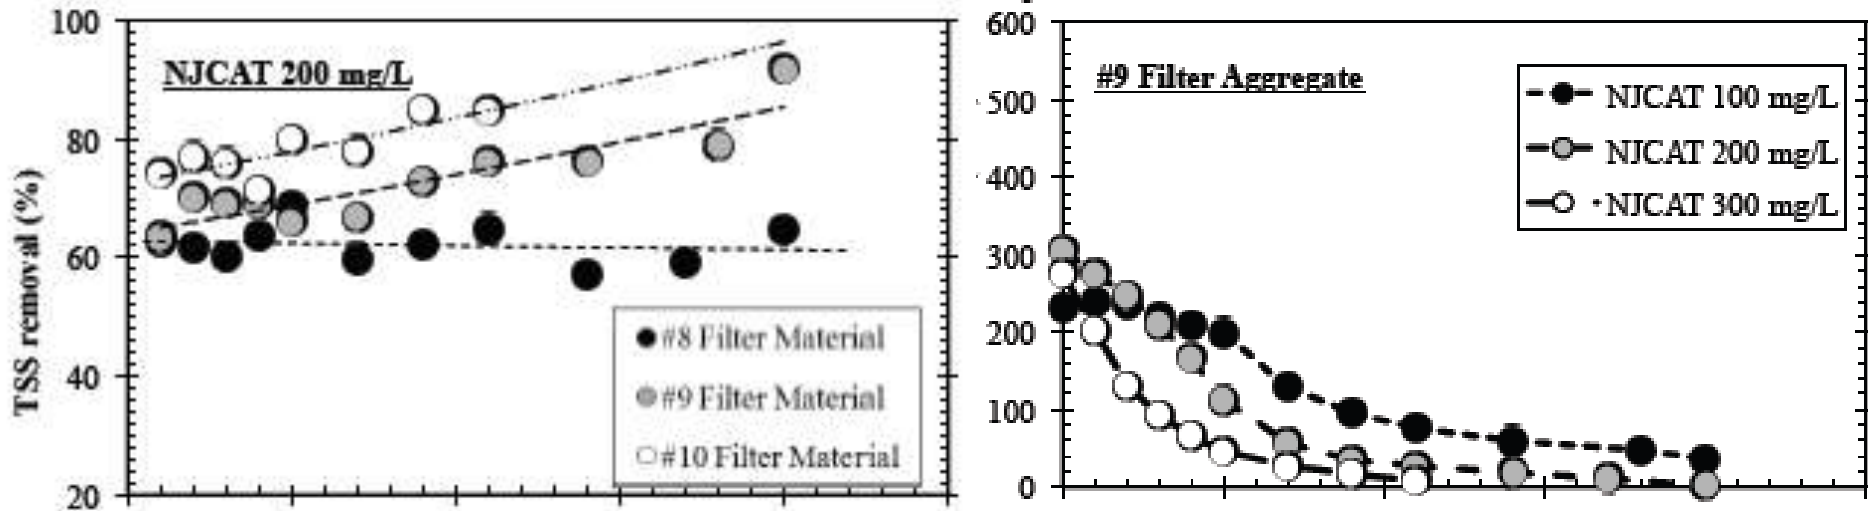 100
80
60
40
20
TSS removal (%)
NJCAT 200 mg/L
#8 Filter Material
#9 Filter Material
#10 Filter Material
600
500
400
300
200
100
0
#9 Filter Aggregate
NJCAT 100 mg/L
NJCAT 200 mg/L
NJCAT 300 mg/L